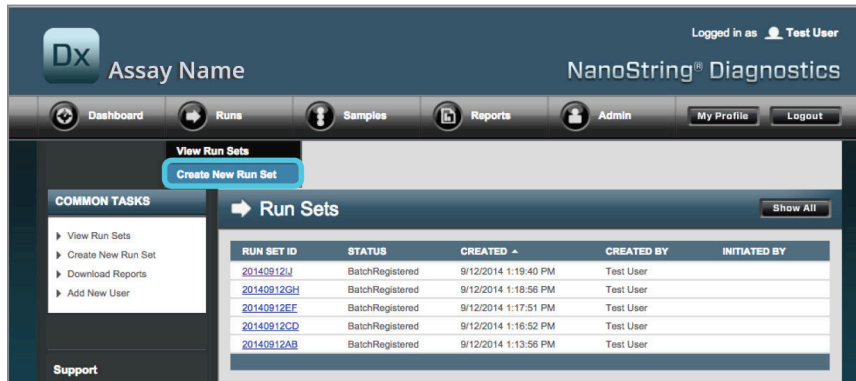 Logged in as Test User
Dx Assay Name
NanoString® Diagnostics
Dashboard Runs Samples Reports Admin My Profile Logout
View Run Sets
Create New Run Set
COMMON TASKS
View Run Sets
Create New Run Set
Download Reports
Add New User
Support
Run Sets Show All
RUN SET ID STATUS CREATED CREATED BY INITIATED BY
20140912IJ BatchRegistered 9/12/2014 1:19:40 PM Test User
20140912GH BatchRegistered 9/12/2014 1:18:56 PM Test User
20140912EF BatchRegistered 9/12/2014 1:17:51 PM Test User
20140912CD BatchRegistered 9/12/2014 1:16:52 PM Test User
20140912AB BatchRegistered 9/12/2014 1:13:56 PM Test User